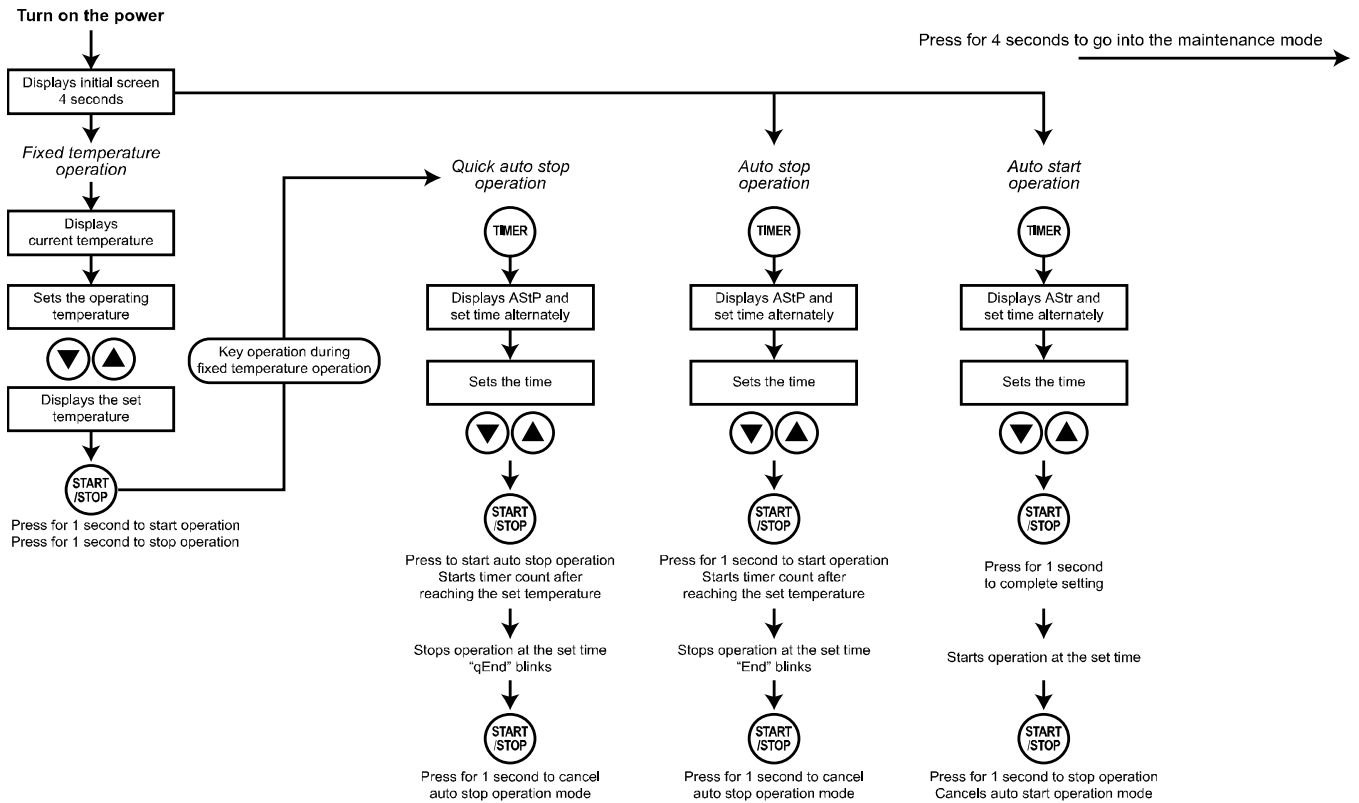 Turn on the power
Press for 4 seconds to go into the maintenance mode
Displays initial screen
4 seconds
Fixed temperature
operation
Displays
current temperature
Sets the operating
temperature
Displays the set
temperature
START
/STOP
Press for 1 second to start operation
Press for 1 second to stop operation
Key operation during
fixed temperature operation
Quick auto stop
operation
TIMER
Displays AStP and
set time alternately
Sets the time
START
/STOP
Press to start auto stop operation
Starts timer count after
reaching the set temperature
Stops operation at the set time
“qEnd” blinks
START
/STOP
Press for 1 second to cancel
auto stop operation mode
Auto stop
operation
TIMER
Displays AStP and
set time alternately
Sets the time
START
/STOP
Press for 1 second to start operation
Starts timer count after
reaching the set temperature
Stops operation at the set time
“End” blinks
START
/STOP
Press for 1 second to cancel
auto stop operation mode
Auto start
operation
TIMER
Displays AStr and
set time alternately
Sets the time
START
/STOP
Press for 1 second
to complete setting
Starts operation at the set time
START
/STOP
Press for 1 second to stop operation
Cancels auto start operation mode